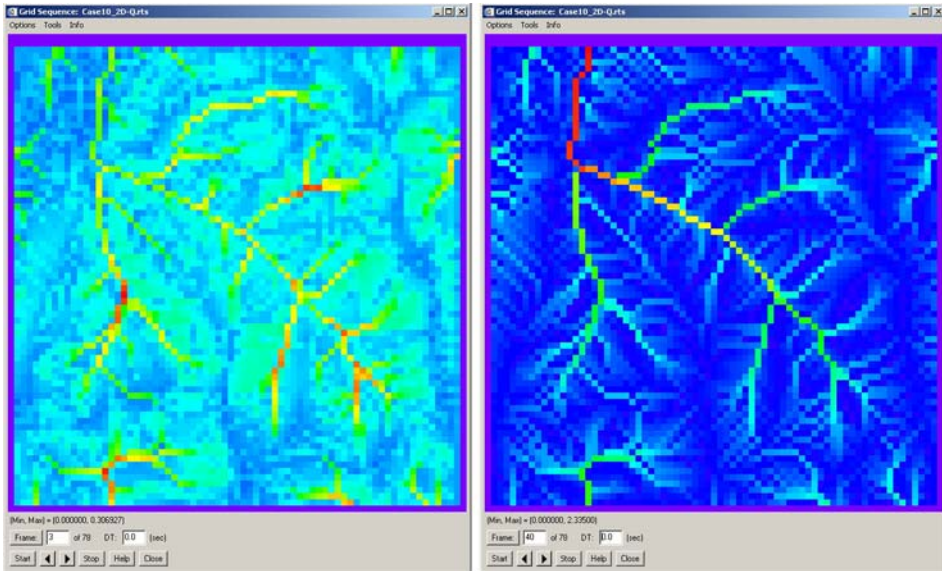 Grid Sequence: Case10_2D-Q.rts
Options Tools Info
(Min, Max) = (0.000000, 0.306927)
Frame: 3 of 79 DT: 0.0 (sec)
Start Stop Help Close
Grid Sequence: Case10_2D-Q.rts
Options Tools Info
(Min, Max) = (0.000000, 2.33500)
Frame: 40 of 79 DT: 0.0 (sec)
Start Stop Help Close